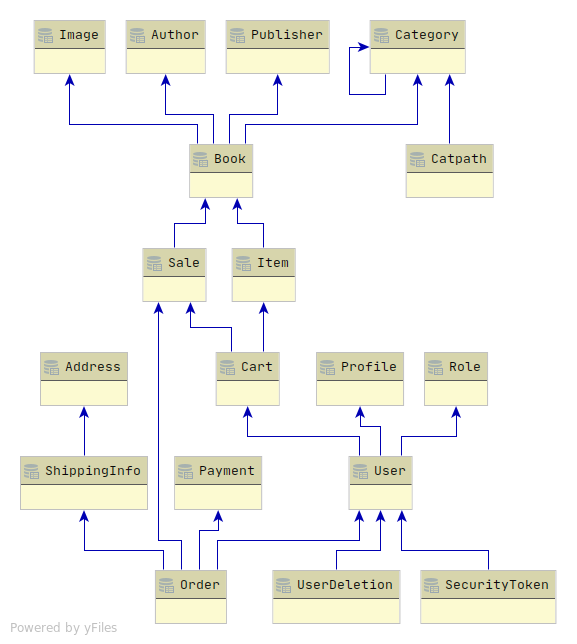 Image
Author
Publisher
Category
Book
Catpath
Sale
Item
Address
Cart
Profile
Role
ShippingInfo
Payment
User
Order
UserDeletion
SecurityToken
Powered by yFiles